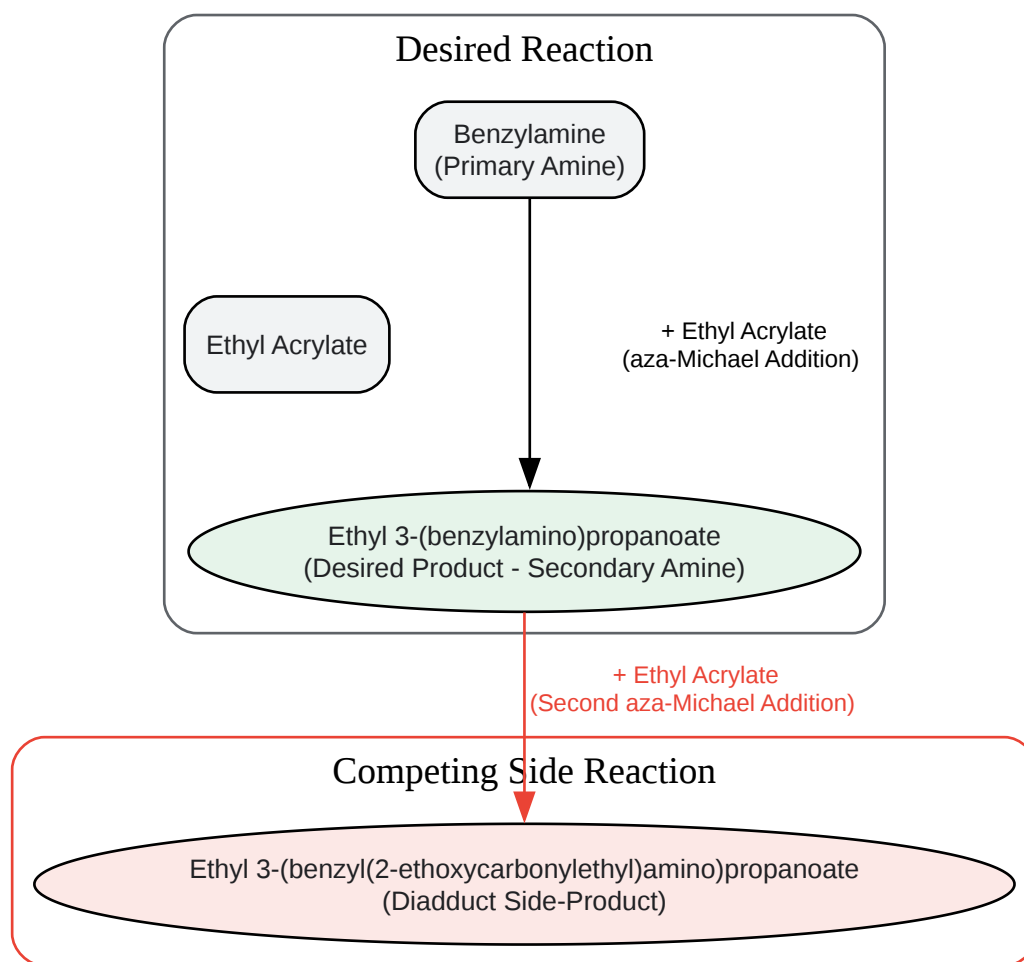 Desired Reaction
Benzylamine
(Primary Amine)
Ethyl Acrylate
+ Ethyl Acrylate
(aza-Michael Addition)
Ethyl 3-(benzylamino)propanoate
(Desired Product - Secondary Amine)
+ Ethyl Acrylate
(Second aza-Michael Addition)
Competing Side Reaction
Ethyl 3-(benzyl(2-ethoxycarbonylethyl)amino)propanoate
(Diadduct Side-Product)